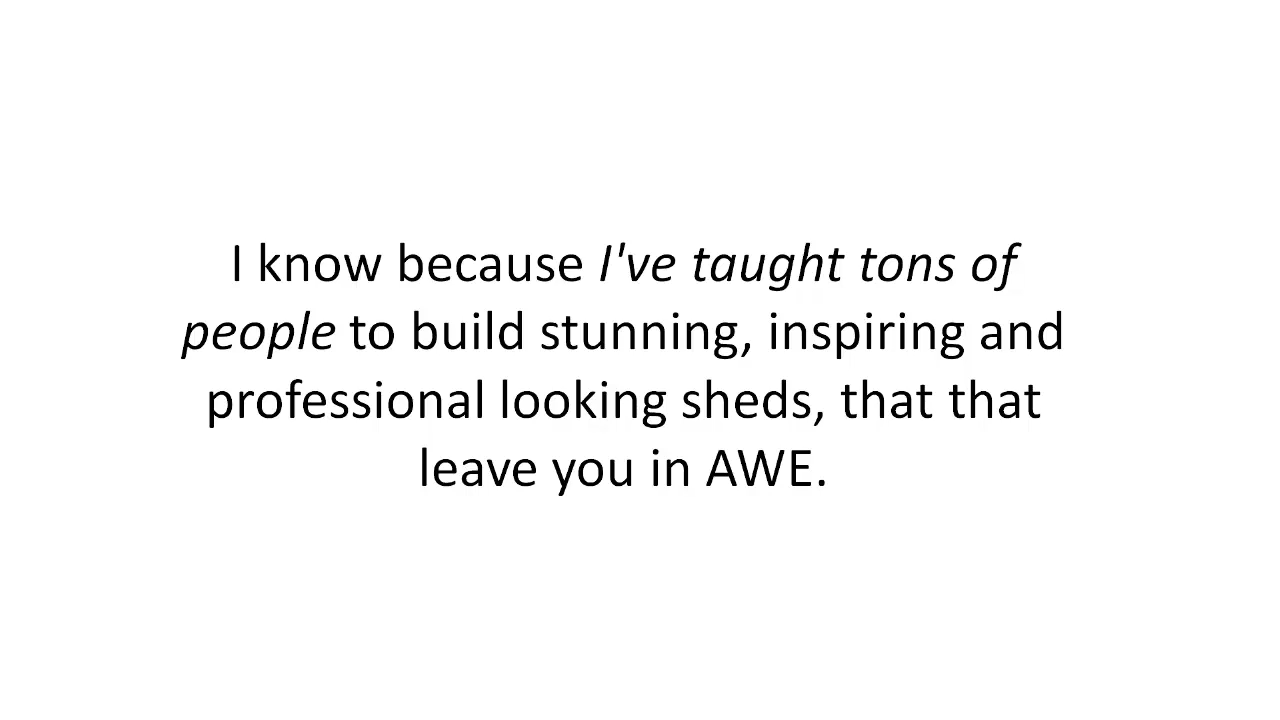 I know because I've taught tons of
people to build stunning, inspiring and
professional looking sheds, that that
leave you in AWE.